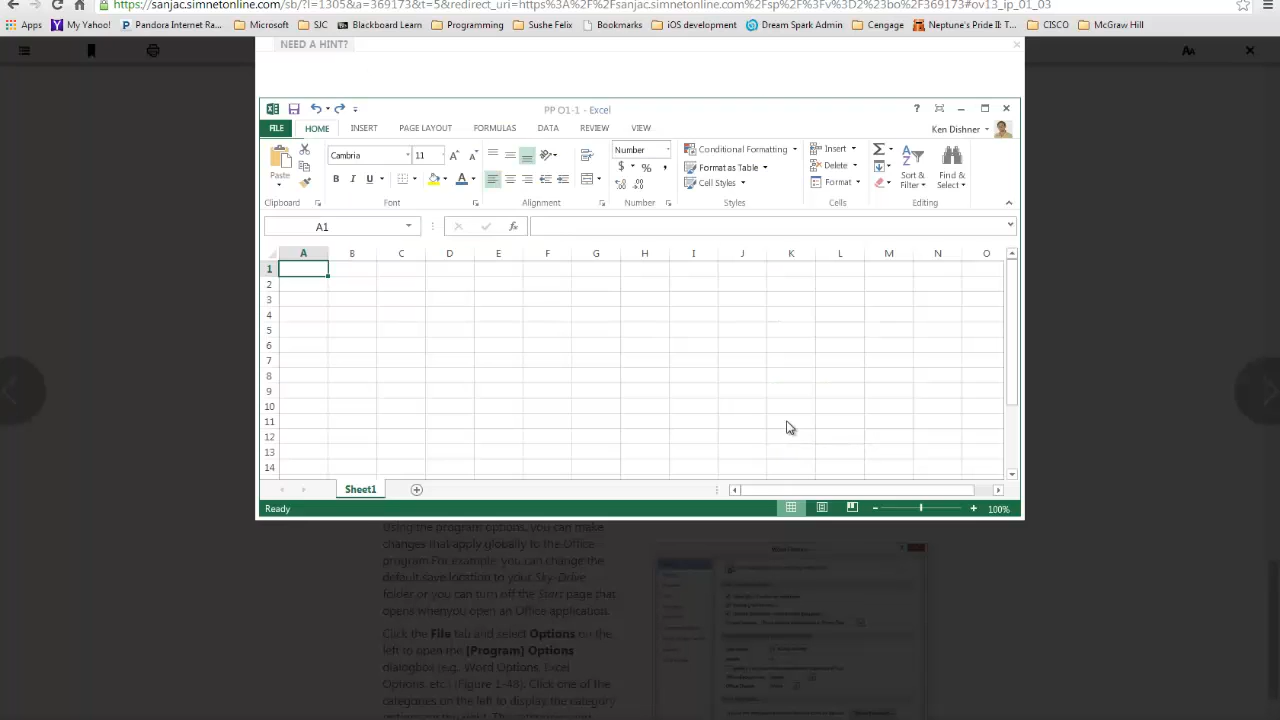 https://sanjac.simnetonline.com/sb/?l=1305&a=369173&t=5&redirect_uri=https%3A%2F%2Fsanjac.simnetonline.com%2Fsp%2F%3Fv%3D2%23bo%2F369173#ov13_ip_01_03
Apps My Yahoo! Pandora Internet Ra... Microsoft SJC Blackboard Learn Programming Sushe Felix Bookmarks iOS development Dream Spark Admin Cengage Neptune's Pride II: T... CISCO McGraw Hill
NEED A HINT?
PP O1-1 - Excel
FILE HOME INSERT PAGE LAYOUT FORMULAS DATA REVIEW VIEW Ken Dishner
Paste Cambria 11 Number Conditional Formatting Format as Table Cell Styles Insert Delete Format Sort & Filter Find & Select
Clipboard Font Alignment Number Styles Cells Editing
A1
A B C D E F G H I J K L M N O
1
2
3
4
5
6
7
8
9
10
11
12
13
14
Sheet1
Ready 100%
Using the program options, you can make
changes that apply globally to the Office
program.For example, you can change the
default save location to your Sky-Drive
folder or you can turn off the Start page that
opens whenyou open an Office application.
Click the File tab and select Options on the
left to open the [Program] Options
dialogbox (e.g. Word Options, Excel
Options, etc.) (Figure 1-48). Click one of the
categories on the left to display the category